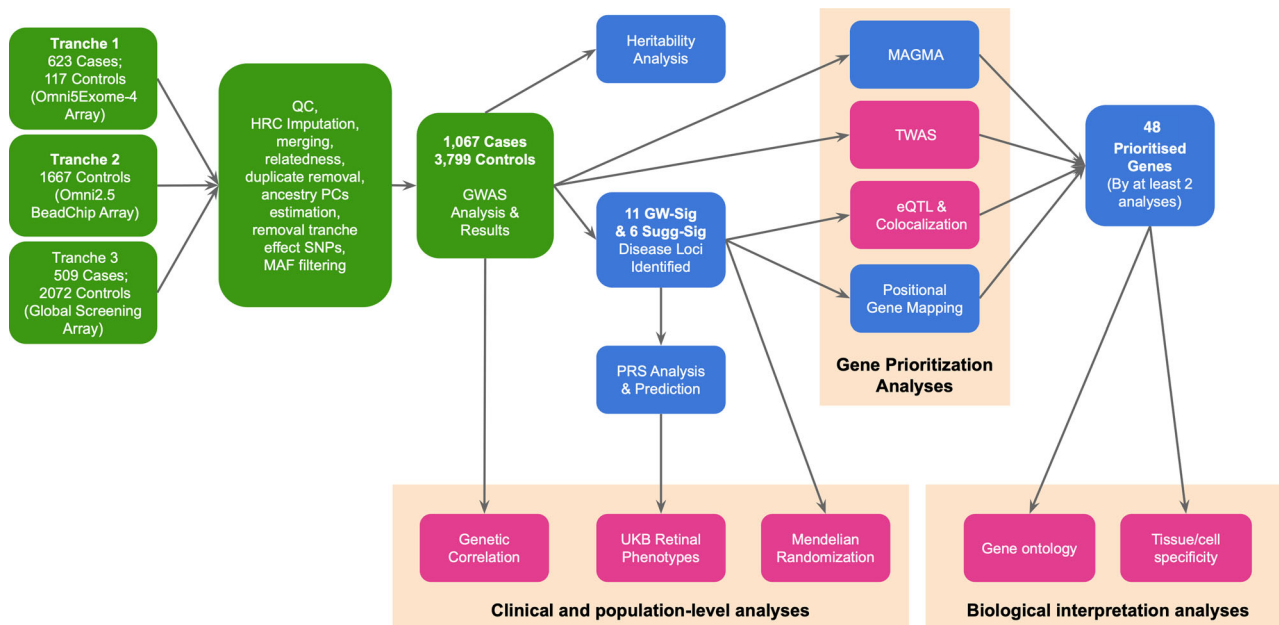 Tranche 1
623 Cases;
117 Controls
(Omni5Exome-4
Array)
Tranche 2
1667 Controls
(Omni2.5
BeadChip Array)
Tranche 3
509 Cases;
2072 Controls
(Global Screening
Array)
QC,
HRC Imputation,
merging,
relatedness,
duplicate removal,
ancestry PCs
estimation,
removal tranche
effect SNPs,
MAF filtering
1,067 Cases
3,799 Controls
GWAS
Analysis &
Results
Heritability
Analysis
11 GW-Sig
& 6 Sugg-Sig
Disease Loci
Identified
PRS Analysis
& Prediction
MAGMA
TWAS
eQTL &
Colocalization
Positional
Gene Mapping
Gene Prioritization
Analyses
48
Prioritised
Genes
(By at least 2
analyses)
Genetic
Correlation
UKB Retinal
Phenotypes
Mendelian
Randomization
Clinical and population-level analyses
Gene ontology
Tissue/cell
specificity
Biological interpretation analyses